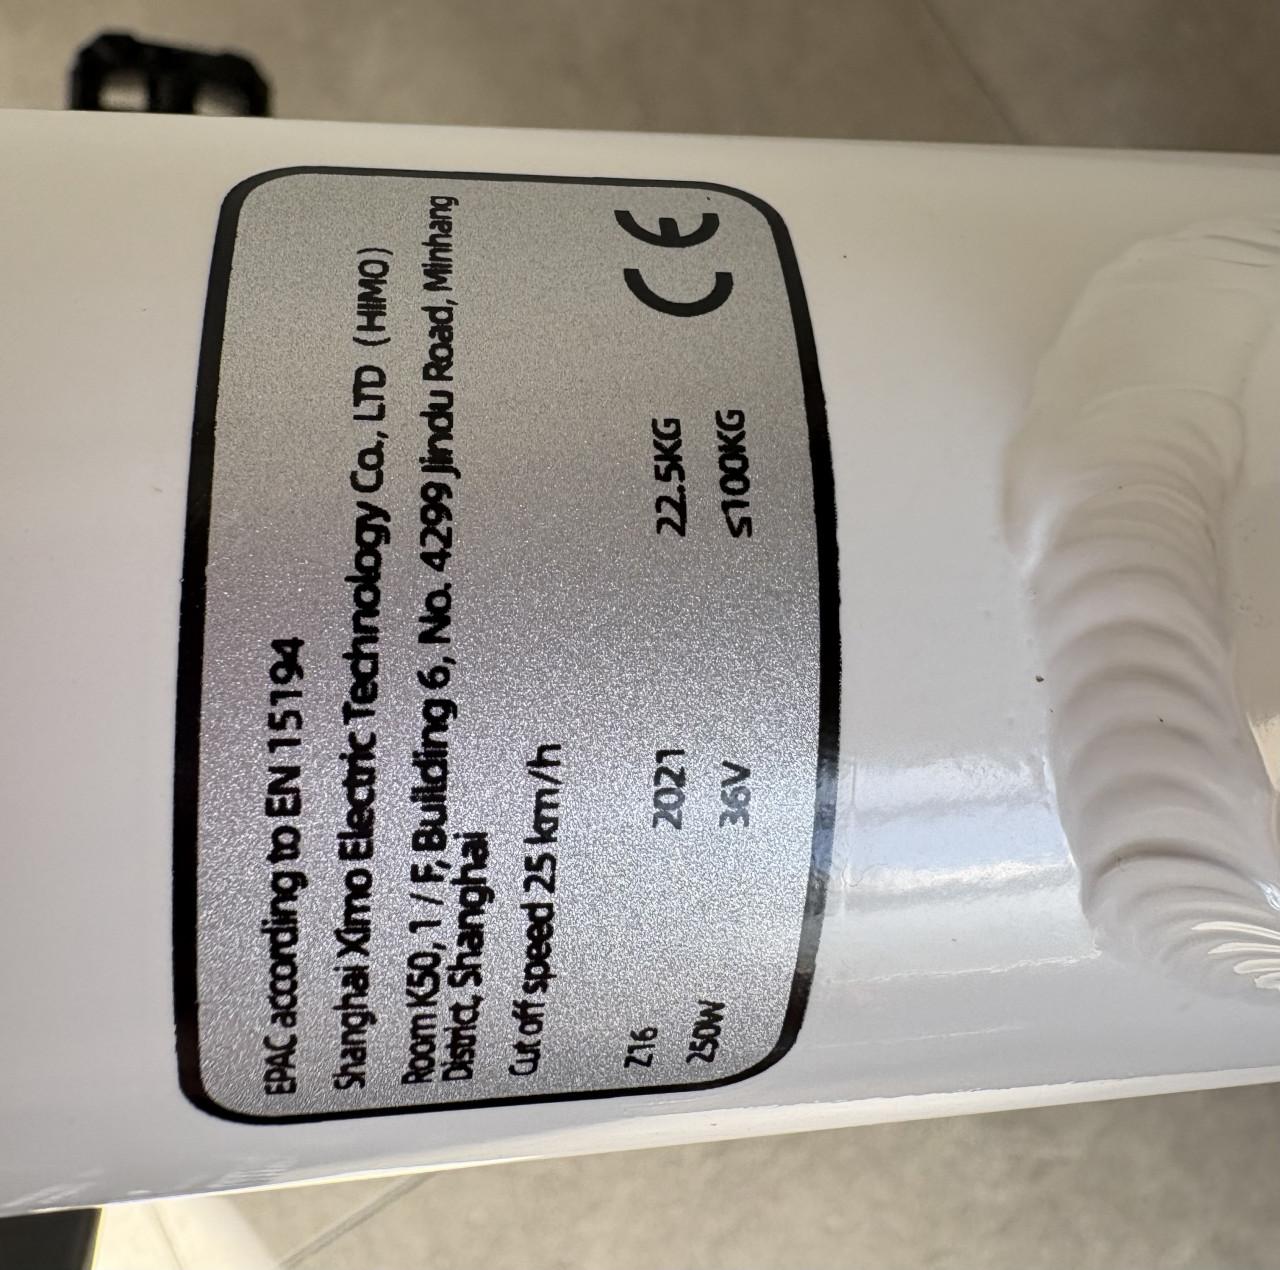 EPAC according to EN 15194
Shanghai Ximo Electric Technology Co., LTD (HIMO)
Room K50, 1 / F, Building 6, No. 4299 Jindu Road, Minhang
District, Shanghai
Cut off speed 25 km/h
Z16 2021 22.5KG CE
250W 36V ≤100KG